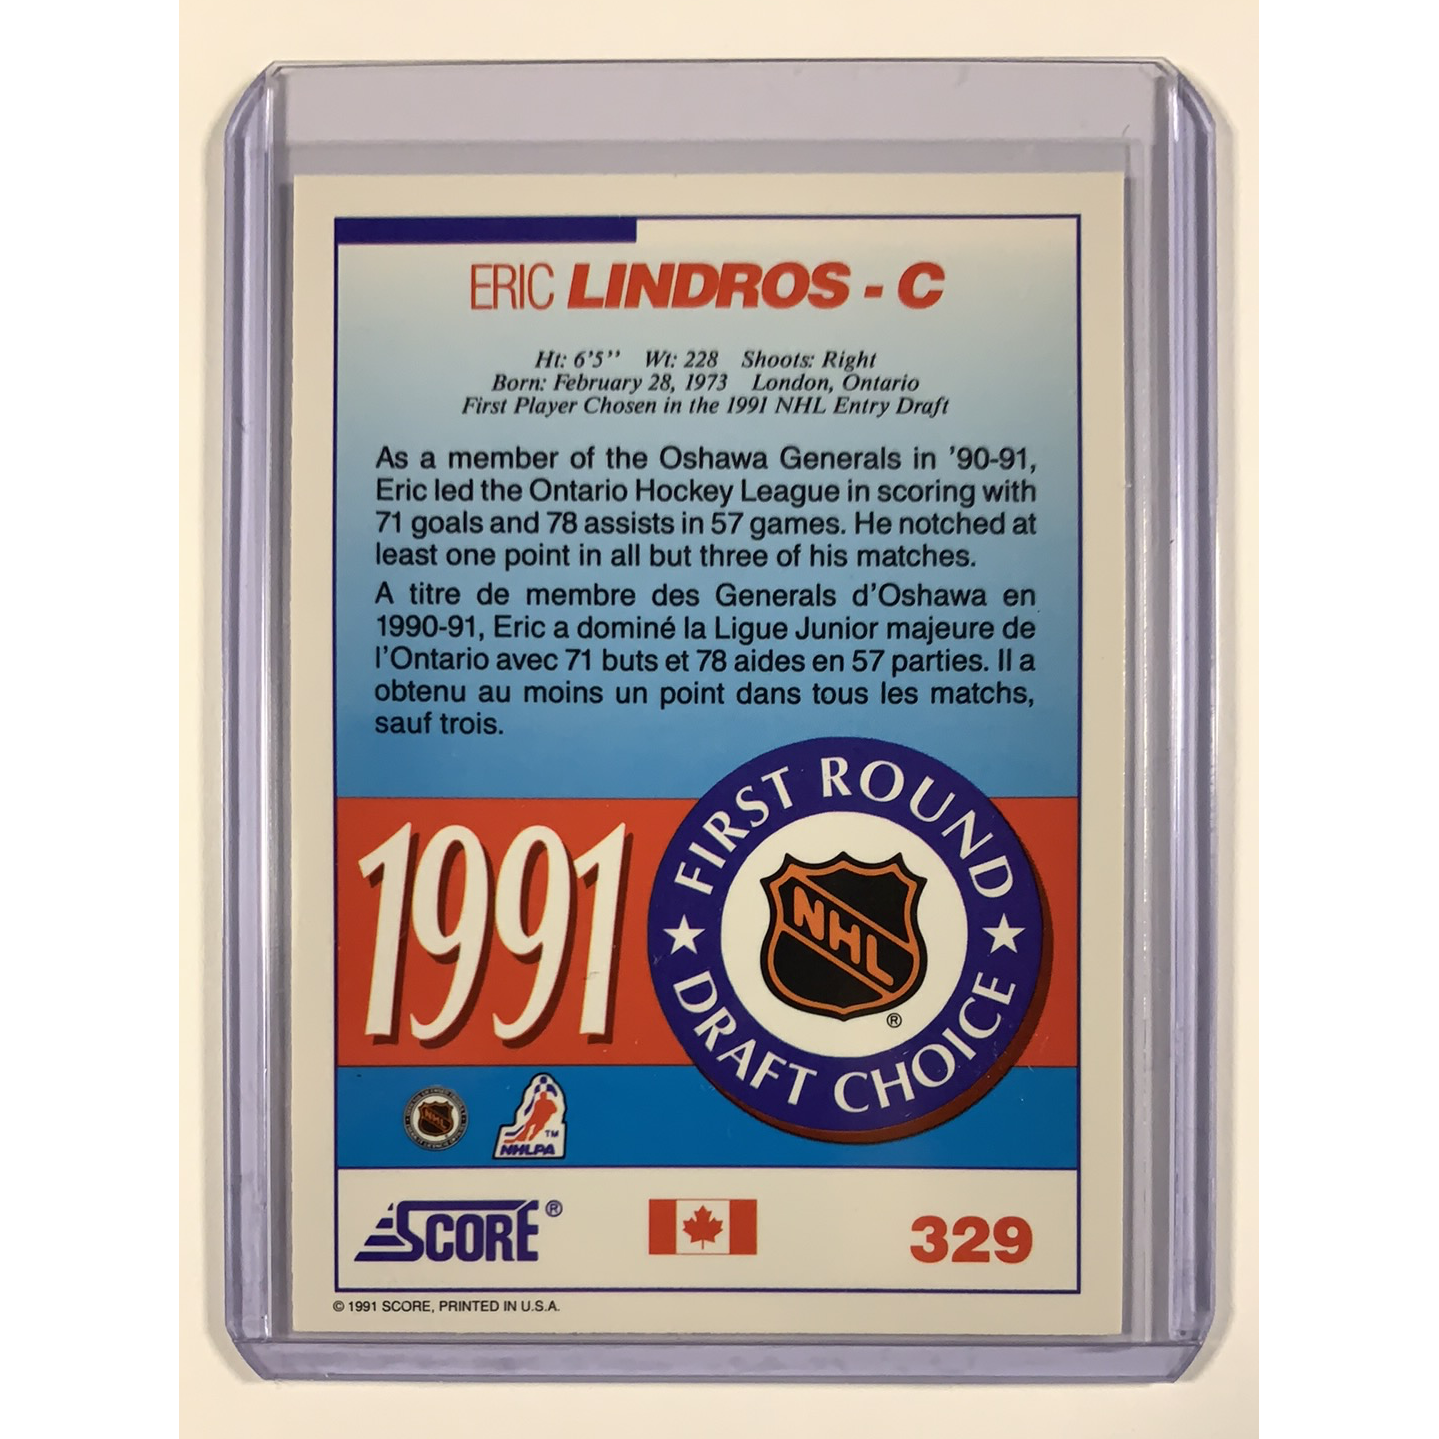 ERIC LINDROS - C
Ht: 6'5'' Wt: 228 Shoots: Right
Born: February 28, 1973 London, Ontario
First Player Chosen in the 1991 NHL Entry Draft
As a member of the Oshawa Generals in '90-91,
Eric led the Ontario Hockey League in scoring with
71 goals and 78 assists in 57 games. He notched at
least one point in all but three of his matches.
A titre de membre des Generals d'Oshawa en
1990-91, Eric a dominé la Ligue Junior majeure de
l'Ontario avec 71 buts et 78 aides en 57 parties. Il a
obtenu au moins un point dans tous les matchs,
sauf trois.
1991
FIRST ROUND
NHL
®
DRAFT CHOICE
NHL
TM
NHLPA
SCORE®
329
© 1991 SCORE, PRINTED IN U.S.A.